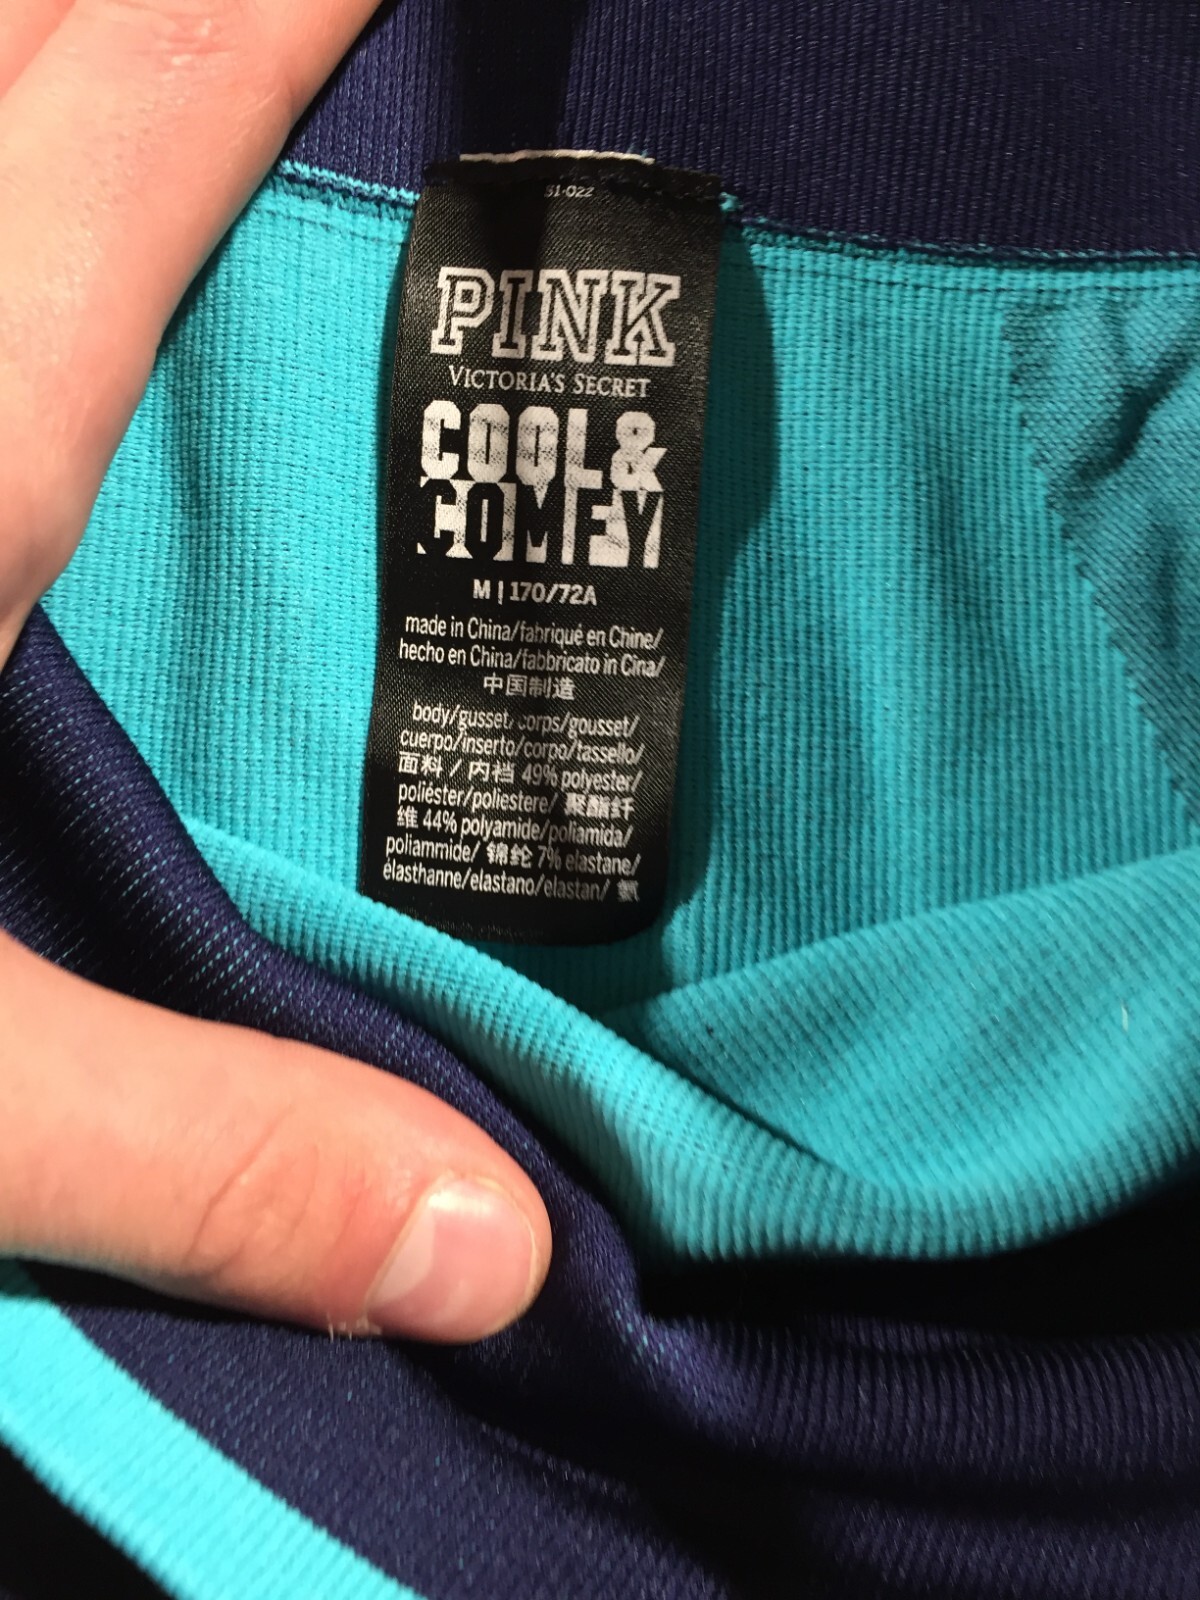 51-022
PINK
VICTORIA'S SECRET
COOL&
COMFY
M | 170/72A
made in China/fabriqué en Chine/
hecho en China/fabbricato in Cina/
中国制造
body/gusset/ corps/gousset/
cuerpo/inserto/corpo/tassello/
面料 / 内裆 49% polyester/
poliéster/poliestere/ 聚酯纤
维 44% polyamide/poliamida/
poliammide/ 锦纶 7% elastane/
élasthanne/elastano/elastan/ 氨